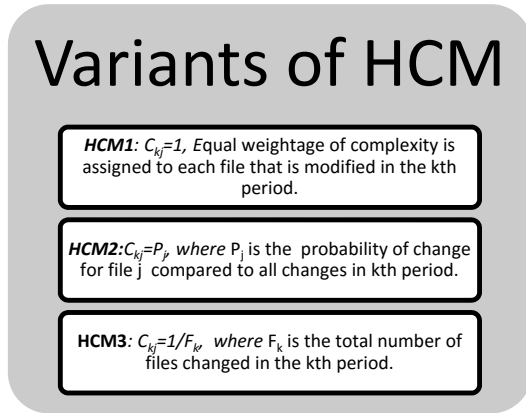 Variants of HCM
HCM1: Ckj=1, Equal weightage of complexity is
assigned to each file that is modified in the kth
period.
HCM2:Ckj=Pj, where Pj is the probability of change
for file j compared to all changes in kth period.
HCM3: Ckj=1/Fk, where Fk is the total number of
files changed in the kth period.